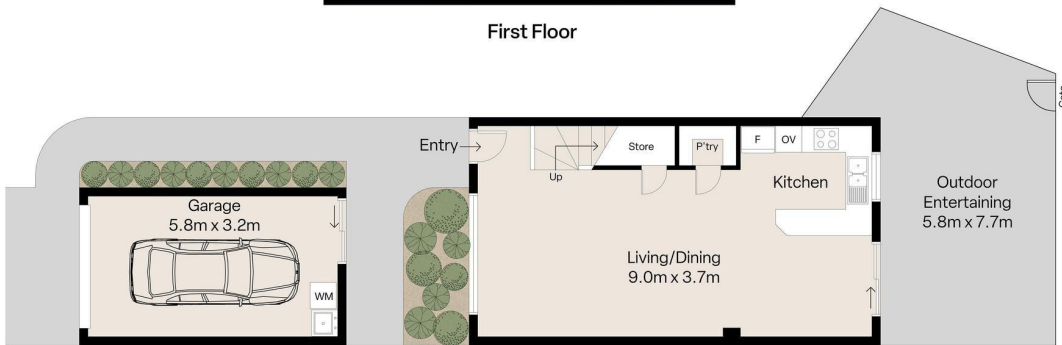 First Floor
Gate
Entry
Store
P'try
F
OV
Up
Kitchen
Garage
5.8m x 3.2m
Outdoor
Entertaining
5.8m x 7.7m
Living/Dining
9.0m x 3.7m
WM